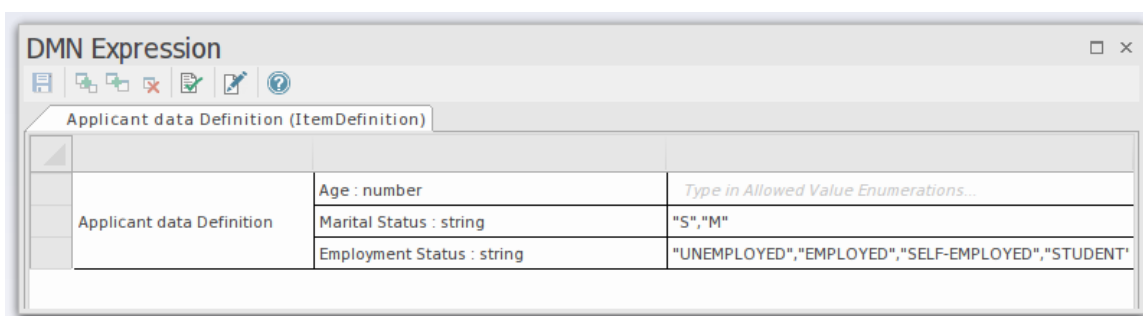 DMN Expression
Applicant data Definition (ItemDefinition)
Age : number
Type in Allowed Value Enumerations...
Applicant data Definition
Marital Status : string
"S","M"
Employment Status : string
"UNEMPLOYED","EMPLOYED","SELF-EMPLOYED","STUDENT'